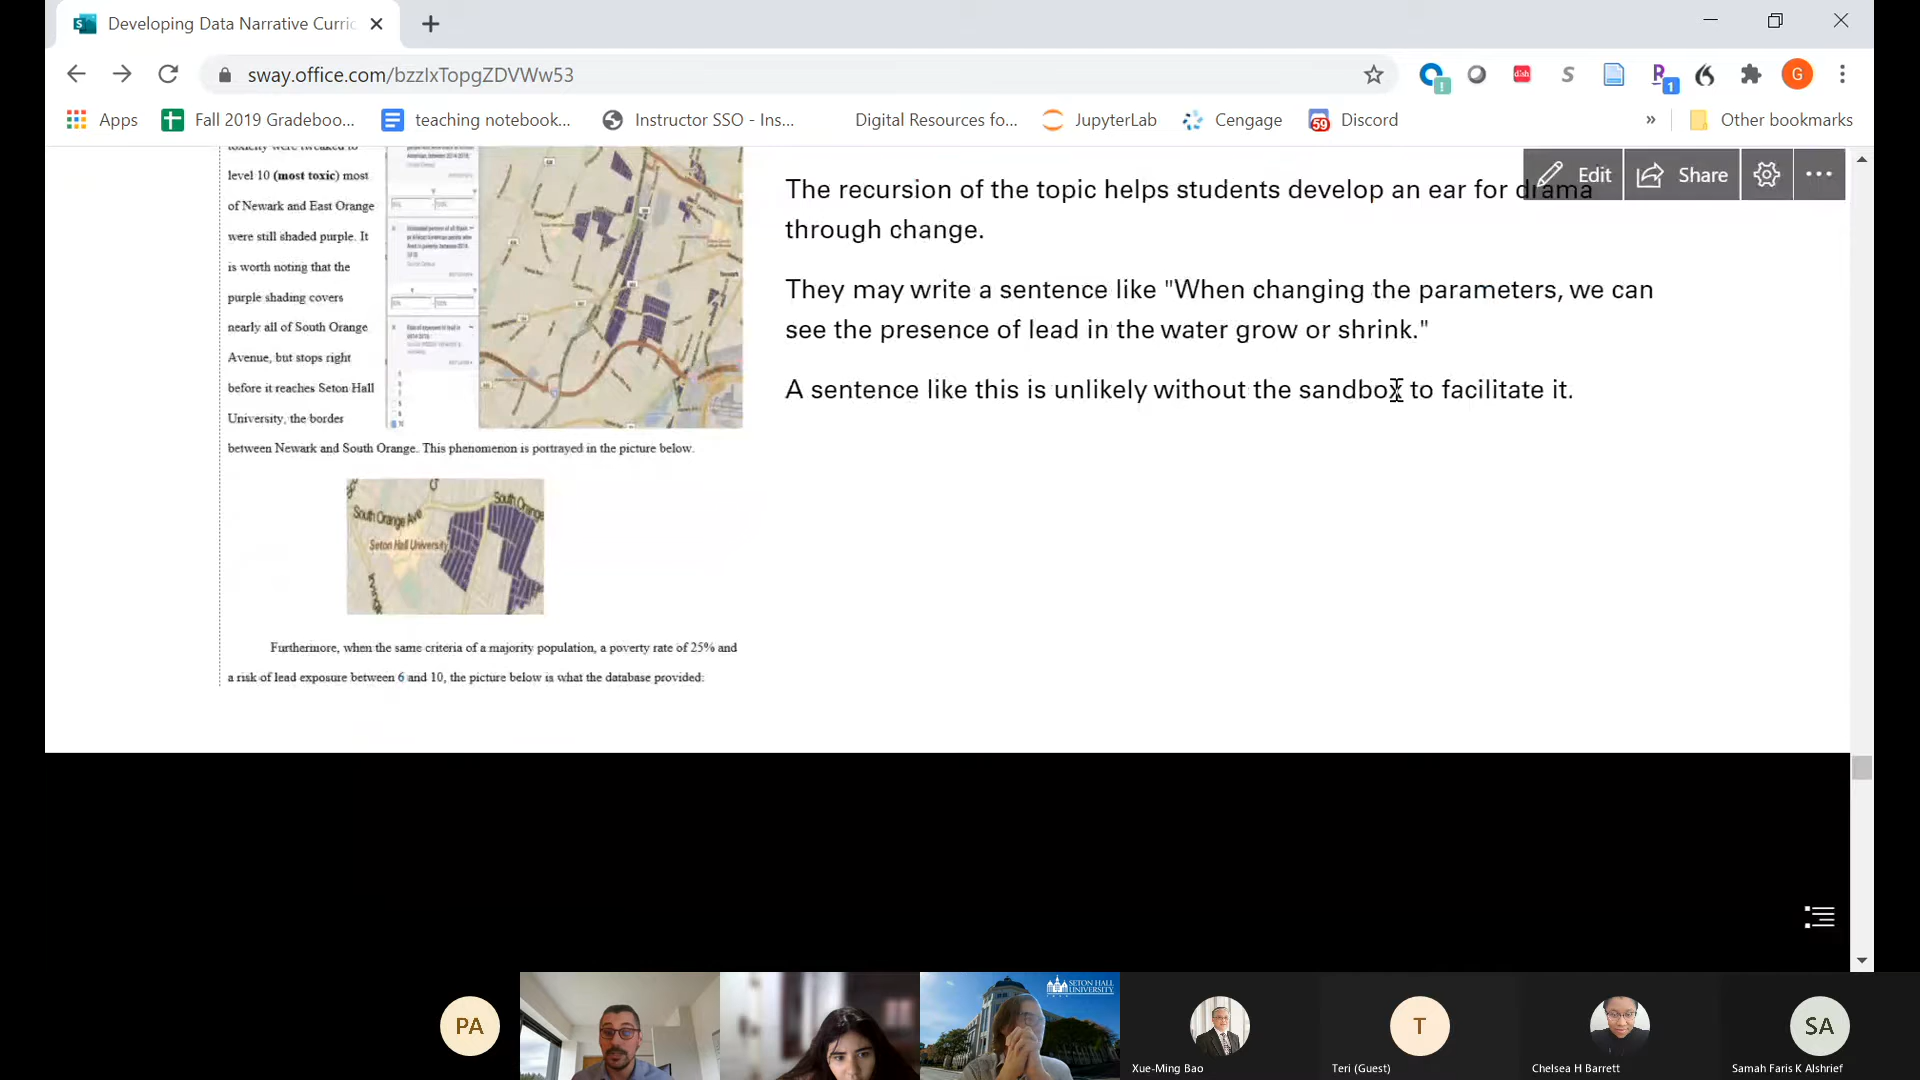 Developing Data Narrative Curric
sway.office.com/bzzIxTopgZDVWw53
Apps
Fall 2019 Gradeboo...
teaching notebook...
Instructor SSO - Ins...
Digital Resources fo...
JupyterLab
Cengage
59
Discord
»
Other bookmarks
Edit
Share
toxicity were tweaked to
level 10 (most toxic) most
of Newark and East Orange
were still shaded purple. It
is worth noting that the
purple shading covers
nearly all of South Orange
Avenue, but stops right
before it reaches Seton Hall
University, the border
between Newark and South Orange. This phenomenon is portrayed in the picture below.
South Orange Ave
South Orange
Seton Hall University
Furthermore, when the same criteria of a majority population, a poverty rate of 25% and
a risk of lead exposure between 6 and 10, the picture below is what the database provided:
The recursion of the topic helps students develop an ear for drama
through change.
They may write a sentence like "When changing the parameters, we can
see the presence of lead in the water grow or shrink."
A sentence like this is unlikely without the sandbox to facilitate it.
PA
SETON HALL
UNIVERSITY
Xue-Ming Bao
T
Teri (Guest)
Chelsea H Barrett
SA
Samah Faris K Alshrief